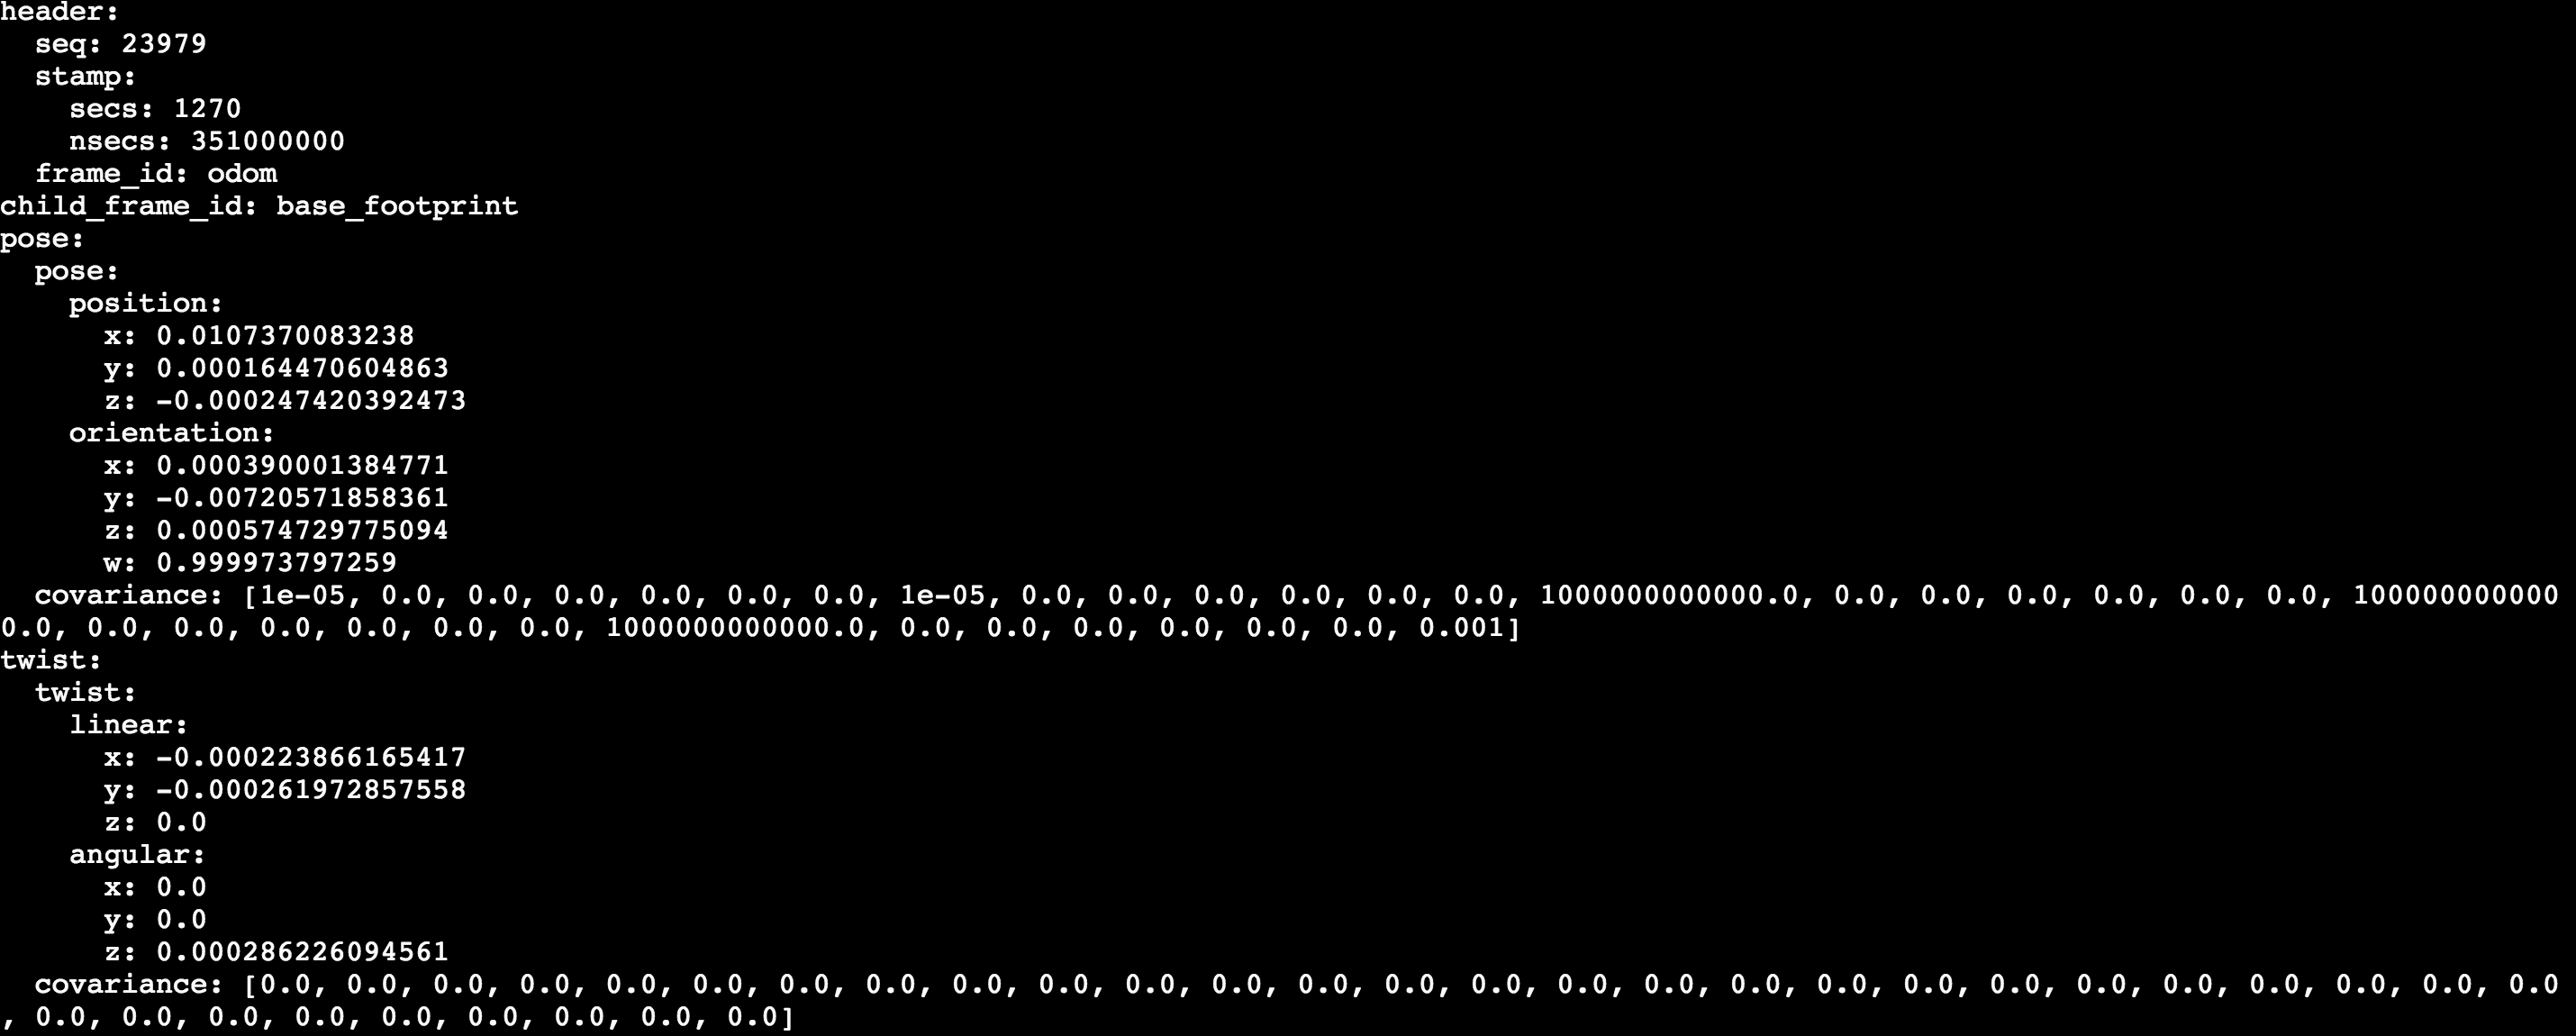 header:
  seq: 23979
  stamp:
    secs: 1270
    nsecs: 351000000
  frame_id: odom
child_frame_id: base_footprint
pose:
  pose:
    position:
      x: 0.0107370083238
      y: 0.000164470604863
      z: -0.000247420392473
    orientation:
      x: 0.000390001384771
      y: -0.00720571858361
      z: 0.000574729775094
      w: 0.999973797259
  covariance: [1e-05, 0.0, 0.0, 0.0, 0.0, 0.0, 0.0, 1e-05, 0.0, 0.0, 0.0, 0.0, 0.0, 0.0, 1000000000000.0, 0.0, 0.0, 0.0, 0.0, 0.0, 0.0, 100000000000
0.0, 0.0, 0.0, 0.0, 0.0, 0.0, 0.0, 1000000000000.0, 0.0, 0.0, 0.0, 0.0, 0.0, 0.0, 0.001]
twist:
  twist:
    linear:
      x: -0.000223866165417
      y: -0.000261972857558
      z: 0.0
    angular:
      x: 0.0
      y: 0.0
      z: 0.000286226094561
  covariance: [0.0, 0.0, 0.0, 0.0, 0.0, 0.0, 0.0, 0.0, 0.0, 0.0, 0.0, 0.0, 0.0, 0.0, 0.0, 0.0, 0.0, 0.0, 0.0, 0.0, 0.0, 0.0, 0.0, 0.0, 0.0, 0.0, 0.0
, 0.0, 0.0, 0.0, 0.0, 0.0, 0.0, 0.0, 0.0, 0.0]